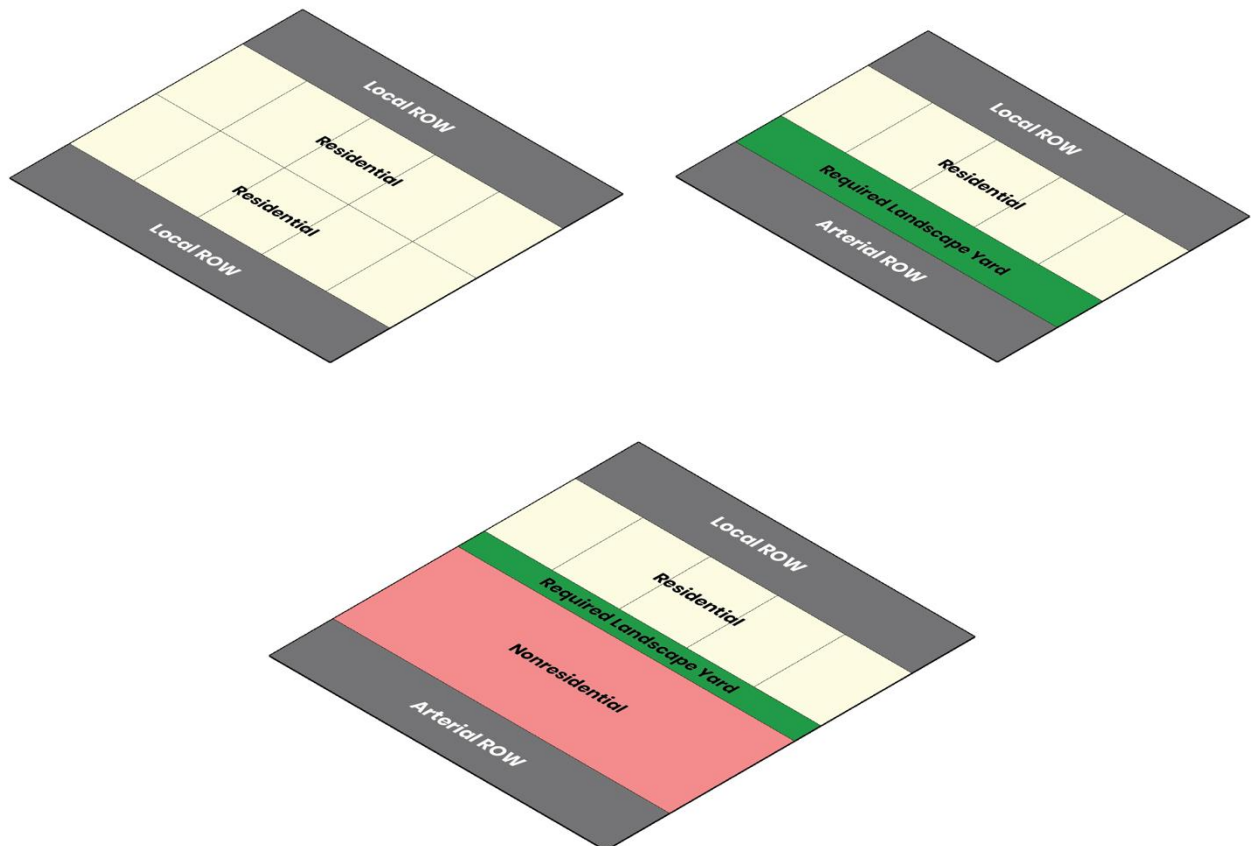 Local ROW
Residential
Residential
Local ROW
Local ROW
Residential
Required Landscape Yard
Arterial ROW
Local ROW
Residential
Required Landscape Yard
Nonresidential
Arterial ROW